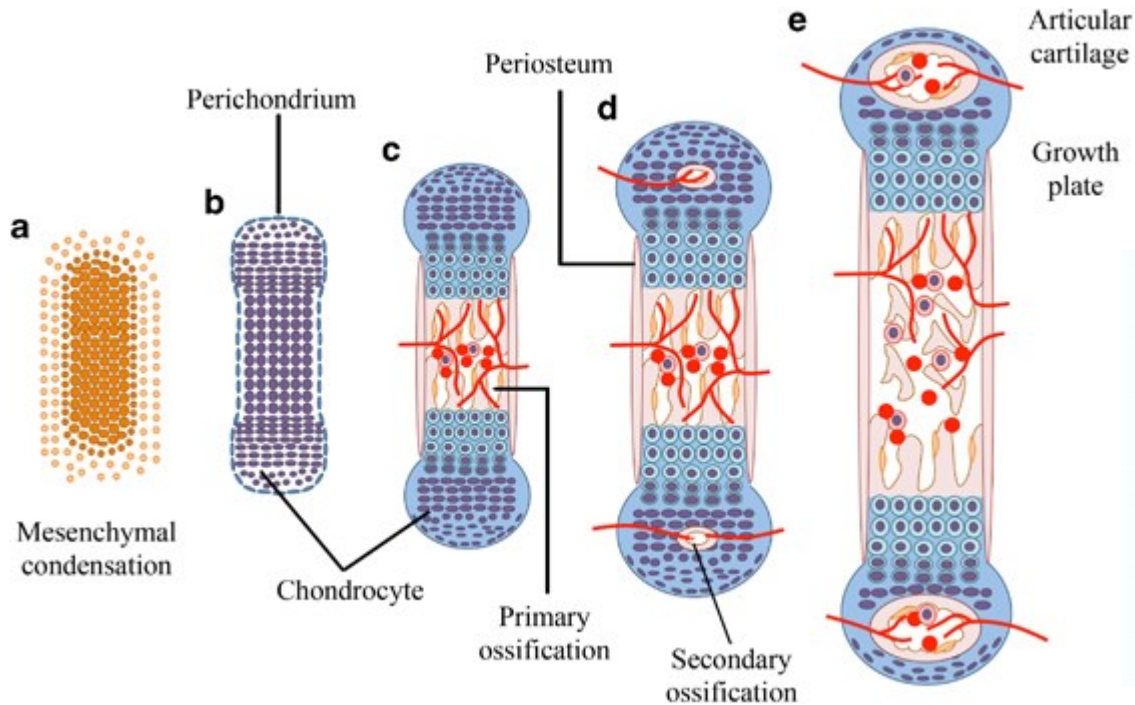 a
Mesenchymal
condensation
b
Perichondrium
Chondrocyte
c
Primary
ossification
Periosteum
d
Secondary
ossification
e
Articular
cartilage
Growth
plate